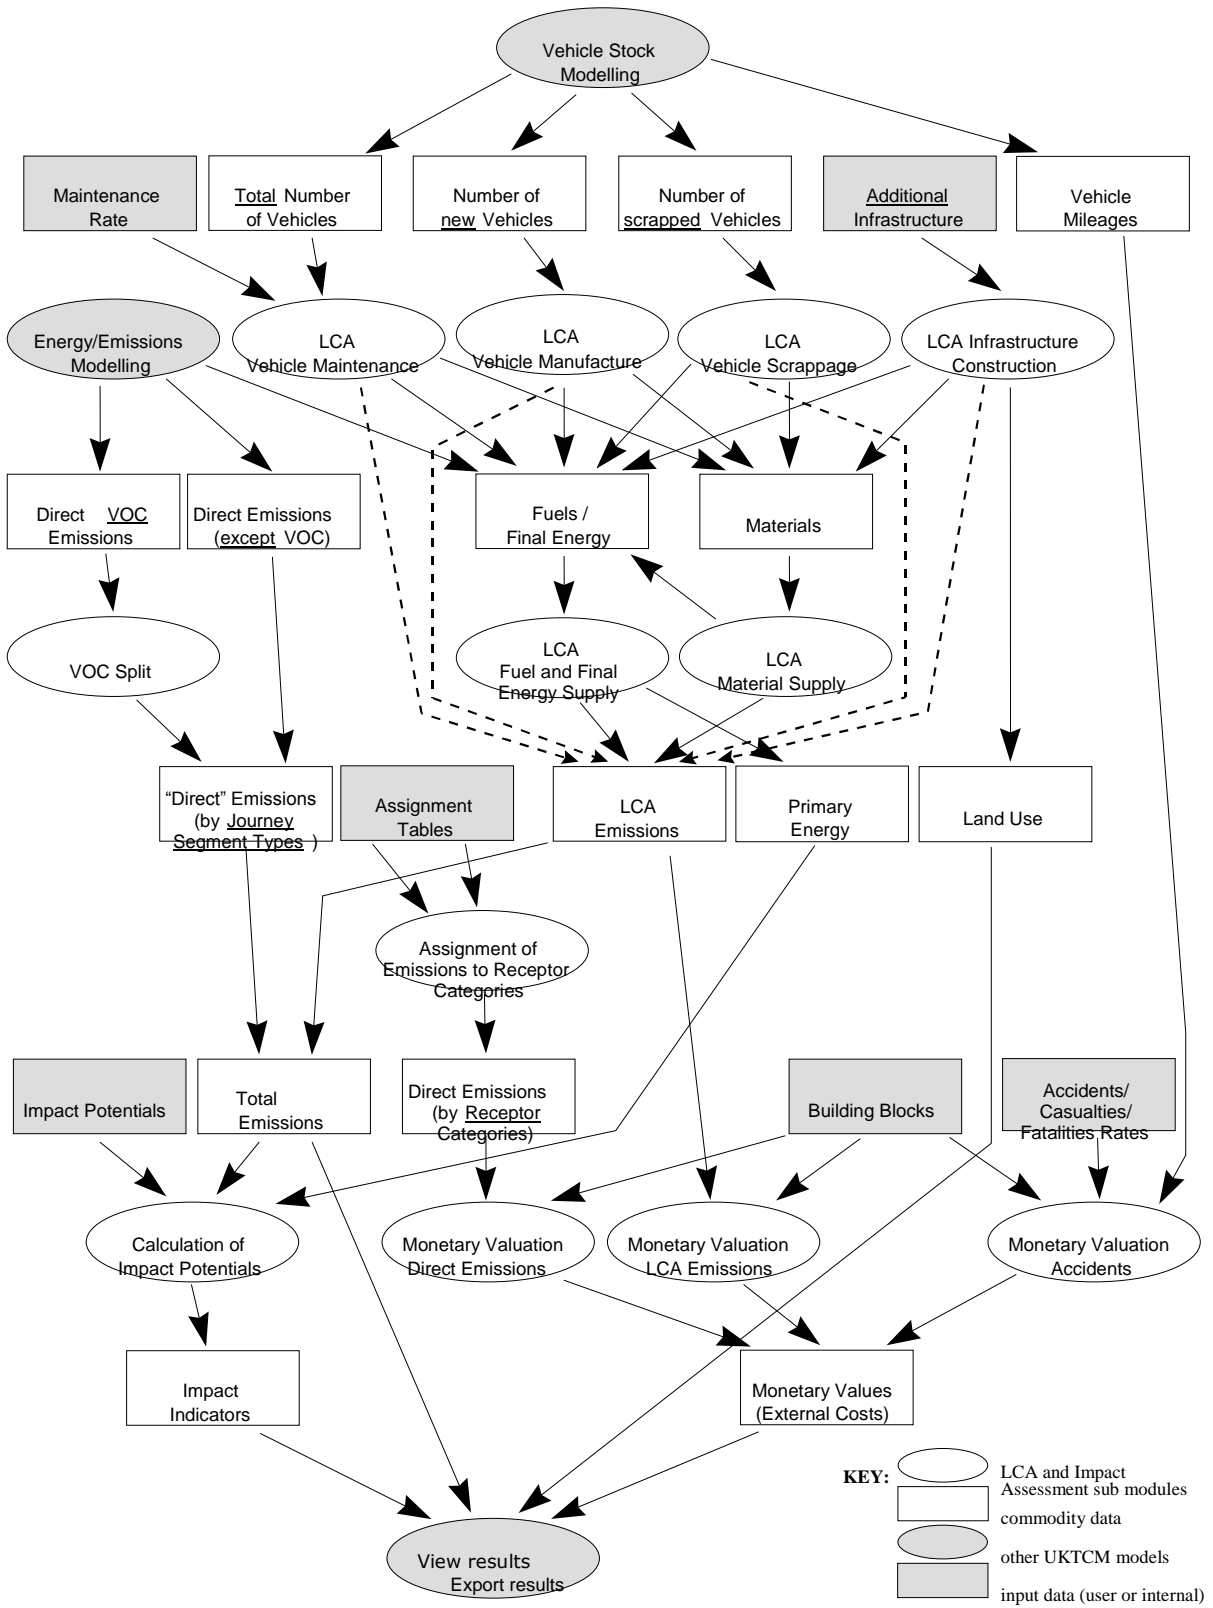 Vehicle Stock
Modelling
Maintenance
Rate
Total Number
of Vehicles
Number of
new Vehicles
Number of
scrapped Vehicles
Additional
Infrastructure
Vehicle
Mileages
Energy/Emissions
Modelling
LCA
Vehicle Maintenance
LCA
Vehicle Manufacture
LCA
Vehicle Scrappage
LCA Infrastructure
Construction
Direct VOC
Emissions
Direct Emissions
(except VOC)
Fuels /
Final Energy
Materials
VOC Split
LCA
Fuel and Final
Energy Supply
LCA
Material Supply
“Direct” Emissions
(by Journey
Segment Types )
Assignment
Tables
LCA
Emissions
Primary
Energy
Land Use
Assignment of
Emissions to Receptor
Categories
Impact Potentials
Total
Emissions
Direct Emissions
(by Receptor
Categories)
Building Blocks
Accidents/
Casualties/
Fatalities Rates
Calculation of
Impact Potentials
Monetary Valuation
Direct Emissions
Monetary Valuation
LCA Emissions
Monetary Valuation
Accidents
Impact
Indicators
Monetary Values
(External Costs)
View results
Export results
KEY:
LCA and Impact
Assessment sub modules
commodity data
other UKTCM models
input data (user or internal)